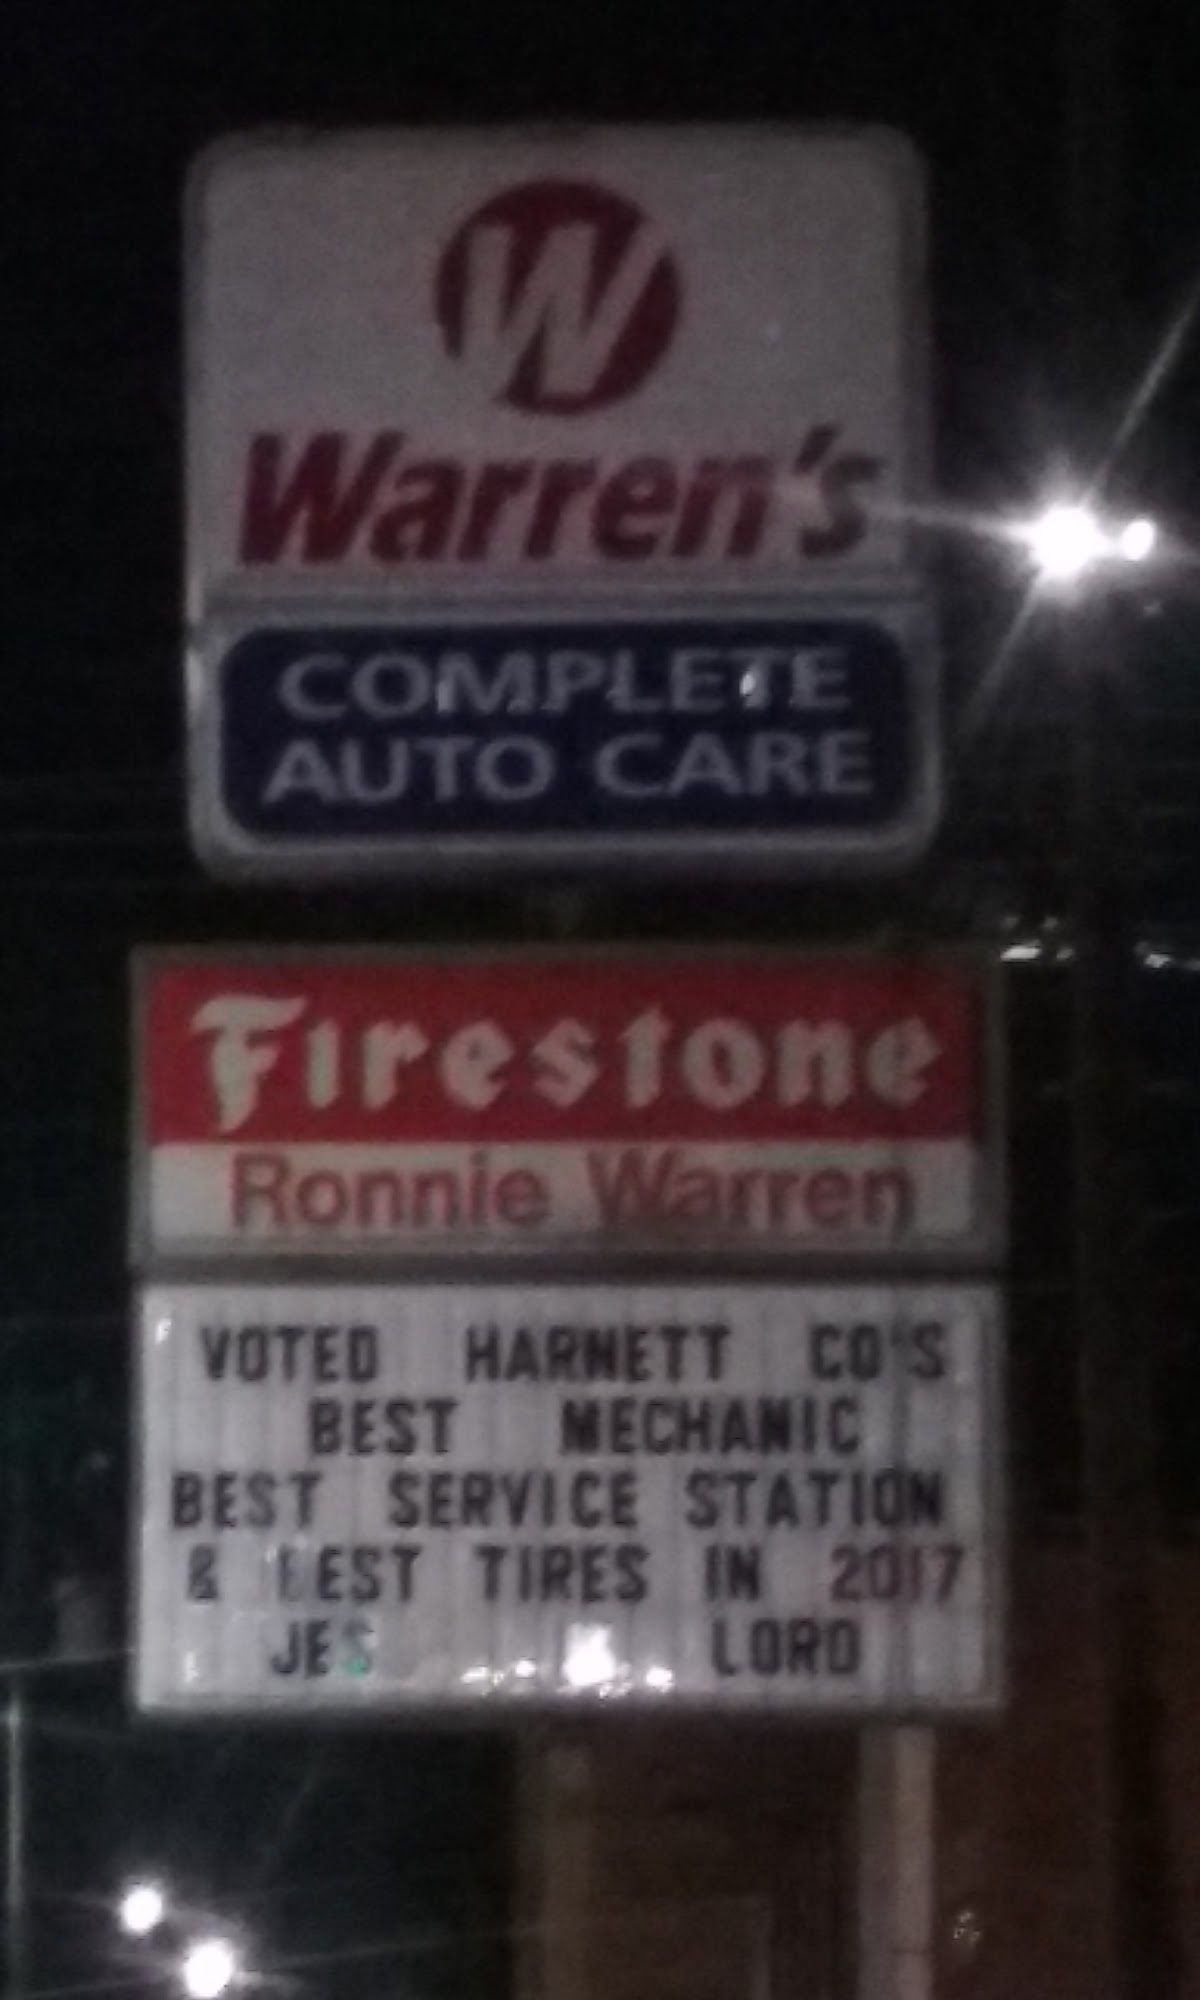 W
Warren's
COMPLETE
AUTO CARE
Firestone
Ronnie Warren
VOTED HARNETT CO'S
BEST MECHANIC
BEST SERVICE STATION
& BEST TIRES IN 2017
LORD